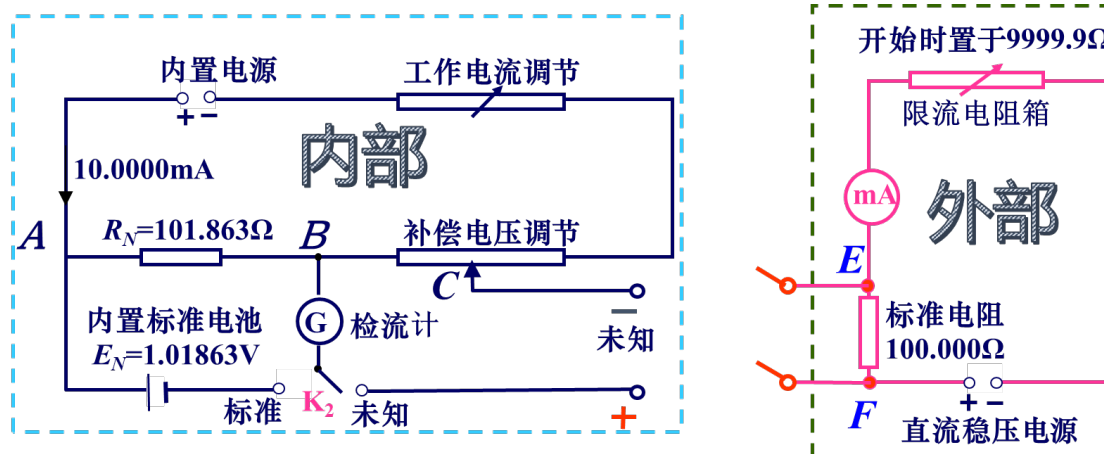 内置电源
工作电流调节
+ −
内部
10.0000mA
A
R_N=101.863Ω
B
补偿电压调节
C
G
检流计
−
未知
内置标准电池
E_N=1.01863V
标准
K₂
未知
+
开始时置于9999.9Ω
限流电阻箱
mA
外部
E
标准电阻
100.000Ω
F
+ −
直流稳压电源